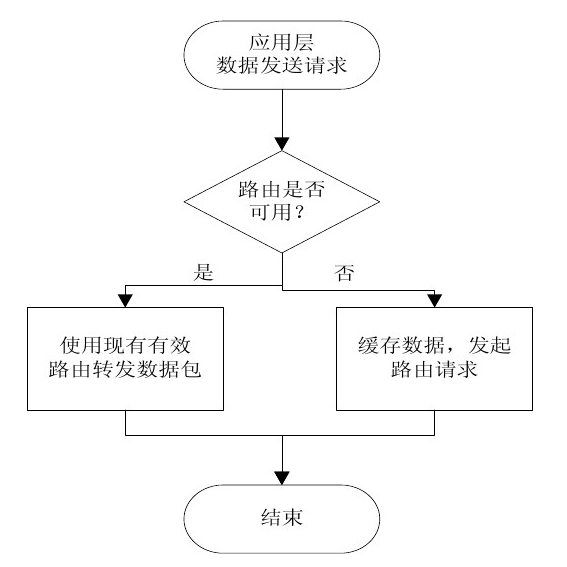 应用层
数据发送请求
路由是否
可用？
是
否
使用现有有效
路由转发数据包
缓存数据，发起
路由请求
结束